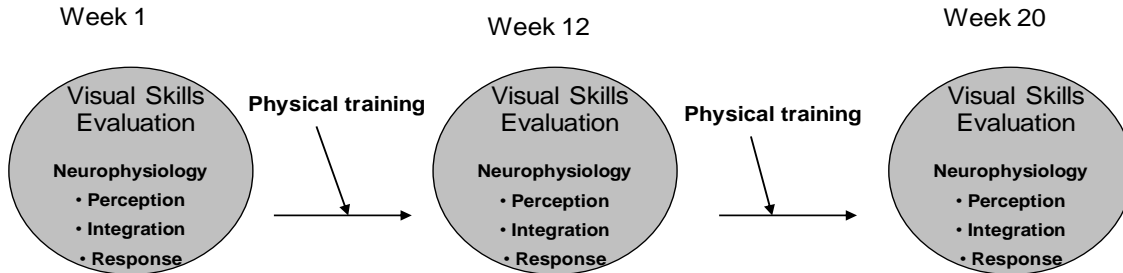 Week 1
Week 12
Week 20
Visual Skills
Evaluation
Neurophysiology
• Perception
• Integration
• Response
Physical training
Visual Skills
Evaluation
Neurophysiology
• Perception
• Integration
• Response
Physical training
Visual Skills
Evaluation
Neurophysiology
• Perception
• Integration
• Response